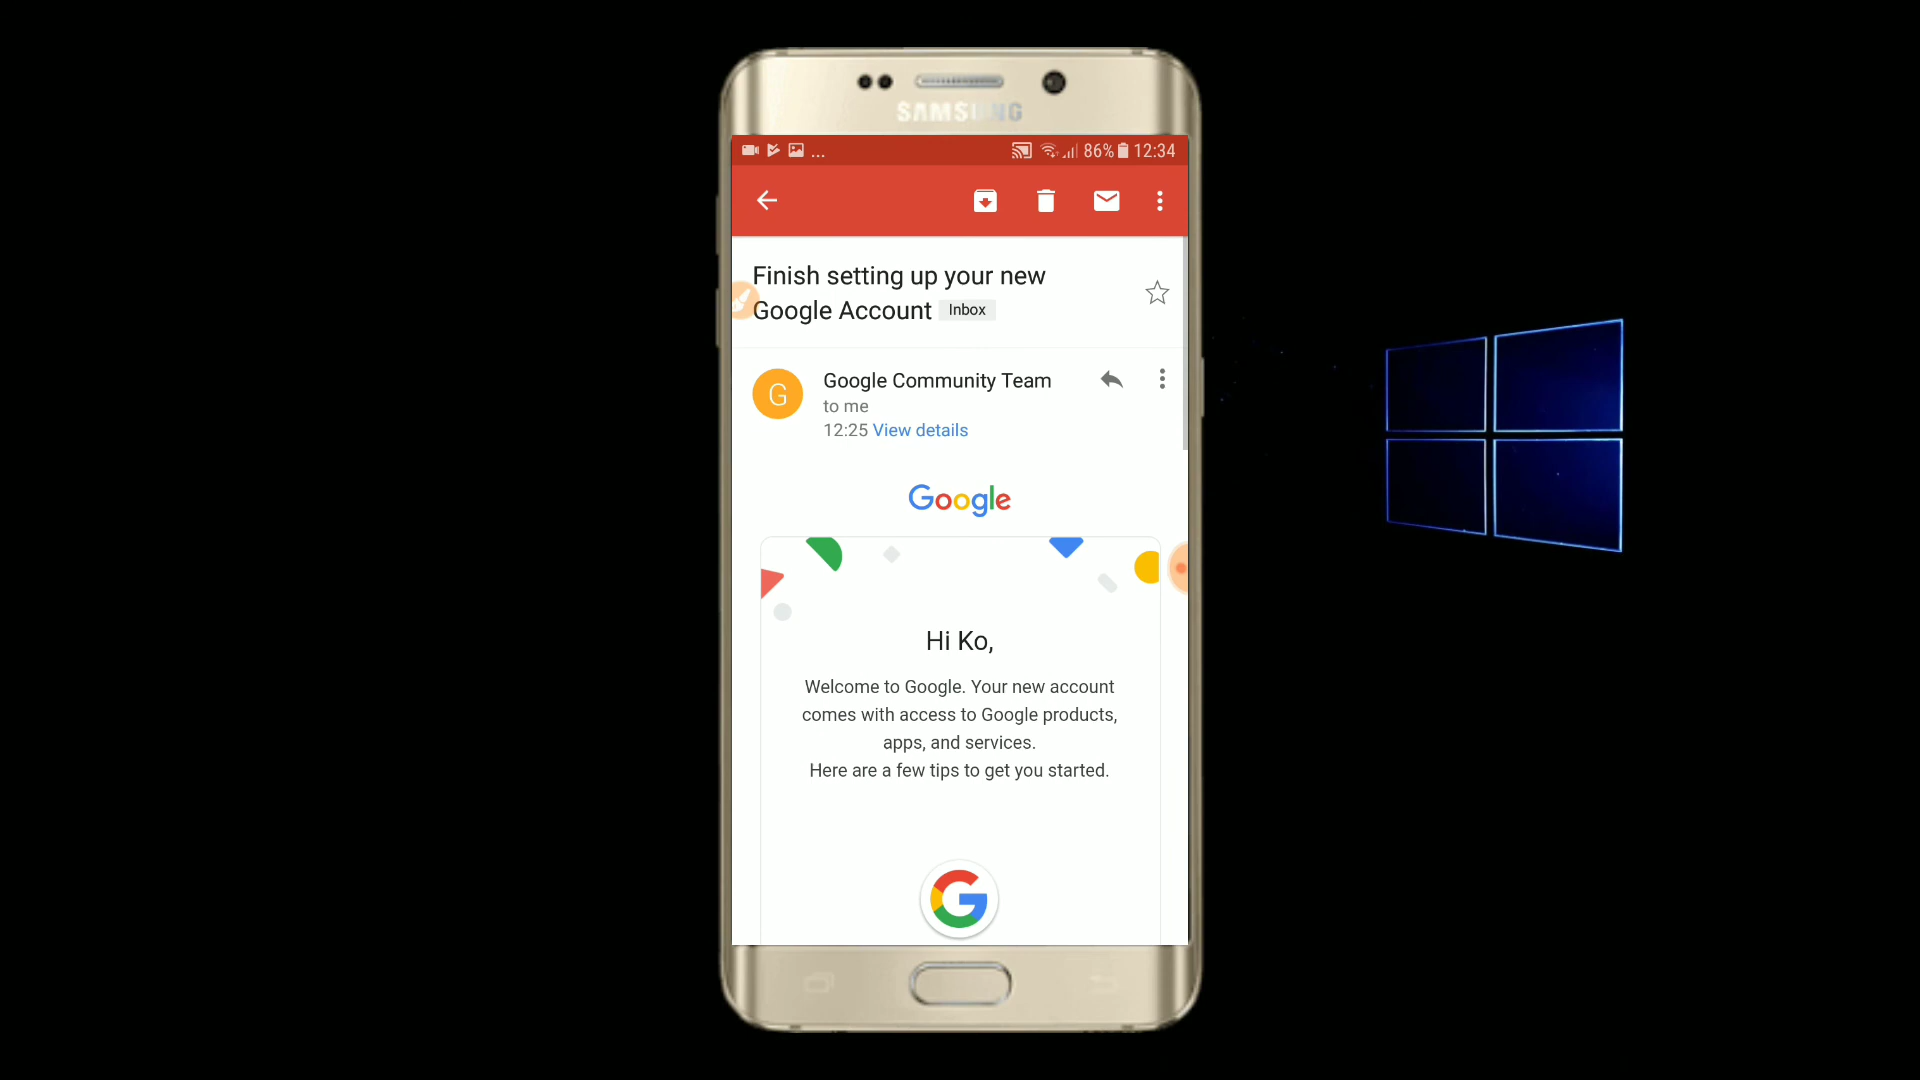 SAMSUNG
... 86% 12:34
Finish setting up your new
Google Account Inbox
G Google Community Team
to me
12:25 View details
Google
Hi Ko,
Welcome to Google. Your new account
comes with access to Google products,
apps, and services.
Here are a few tips to get you started.
G